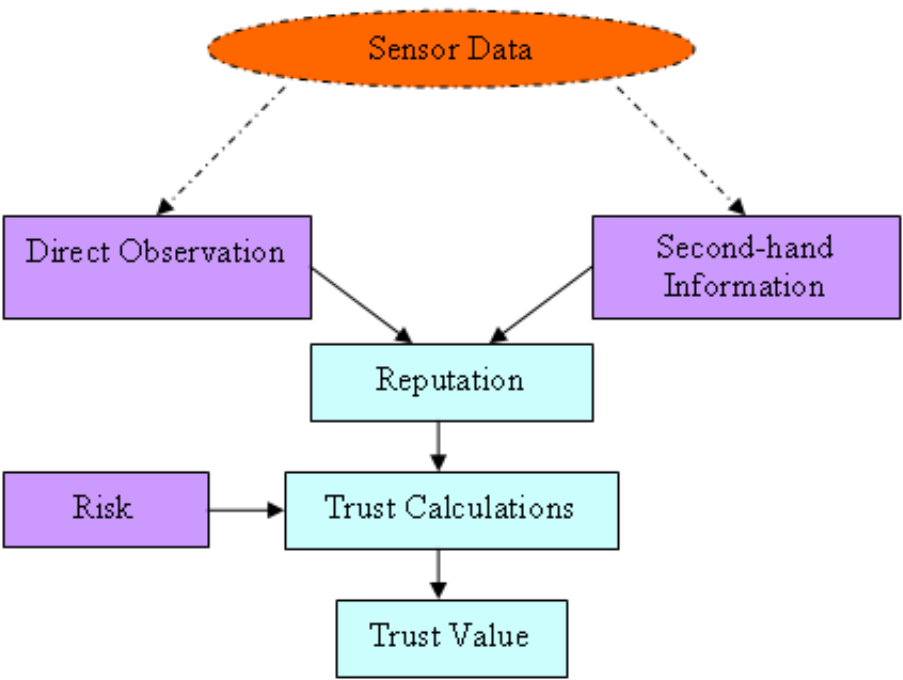 Sensor Data
Direct Observation
Second-hand
Information
Reputation
Risk
Trust Calculations
Trust Value